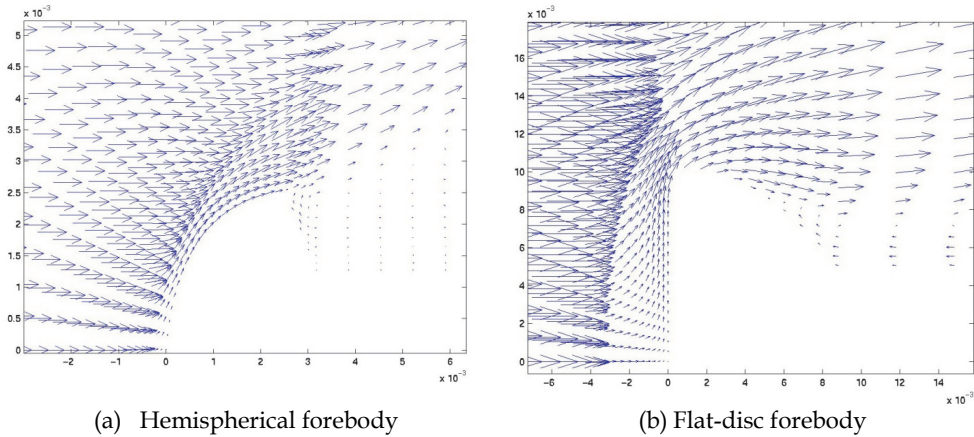 x 10⁻³
5
4.5
4
3.5
3
2.5
2
1.5
1
0.5
0
−2 −1 0 1 2 3 4 5 6
x 10⁻³
x 10⁻³
16
14
12
10
8
6
4
2
0
−6 −4 −2 0 2 4 6 8 10 12 14
x 10⁻³
(a) Hemispherical forebody
(b) Flat-disc forebody